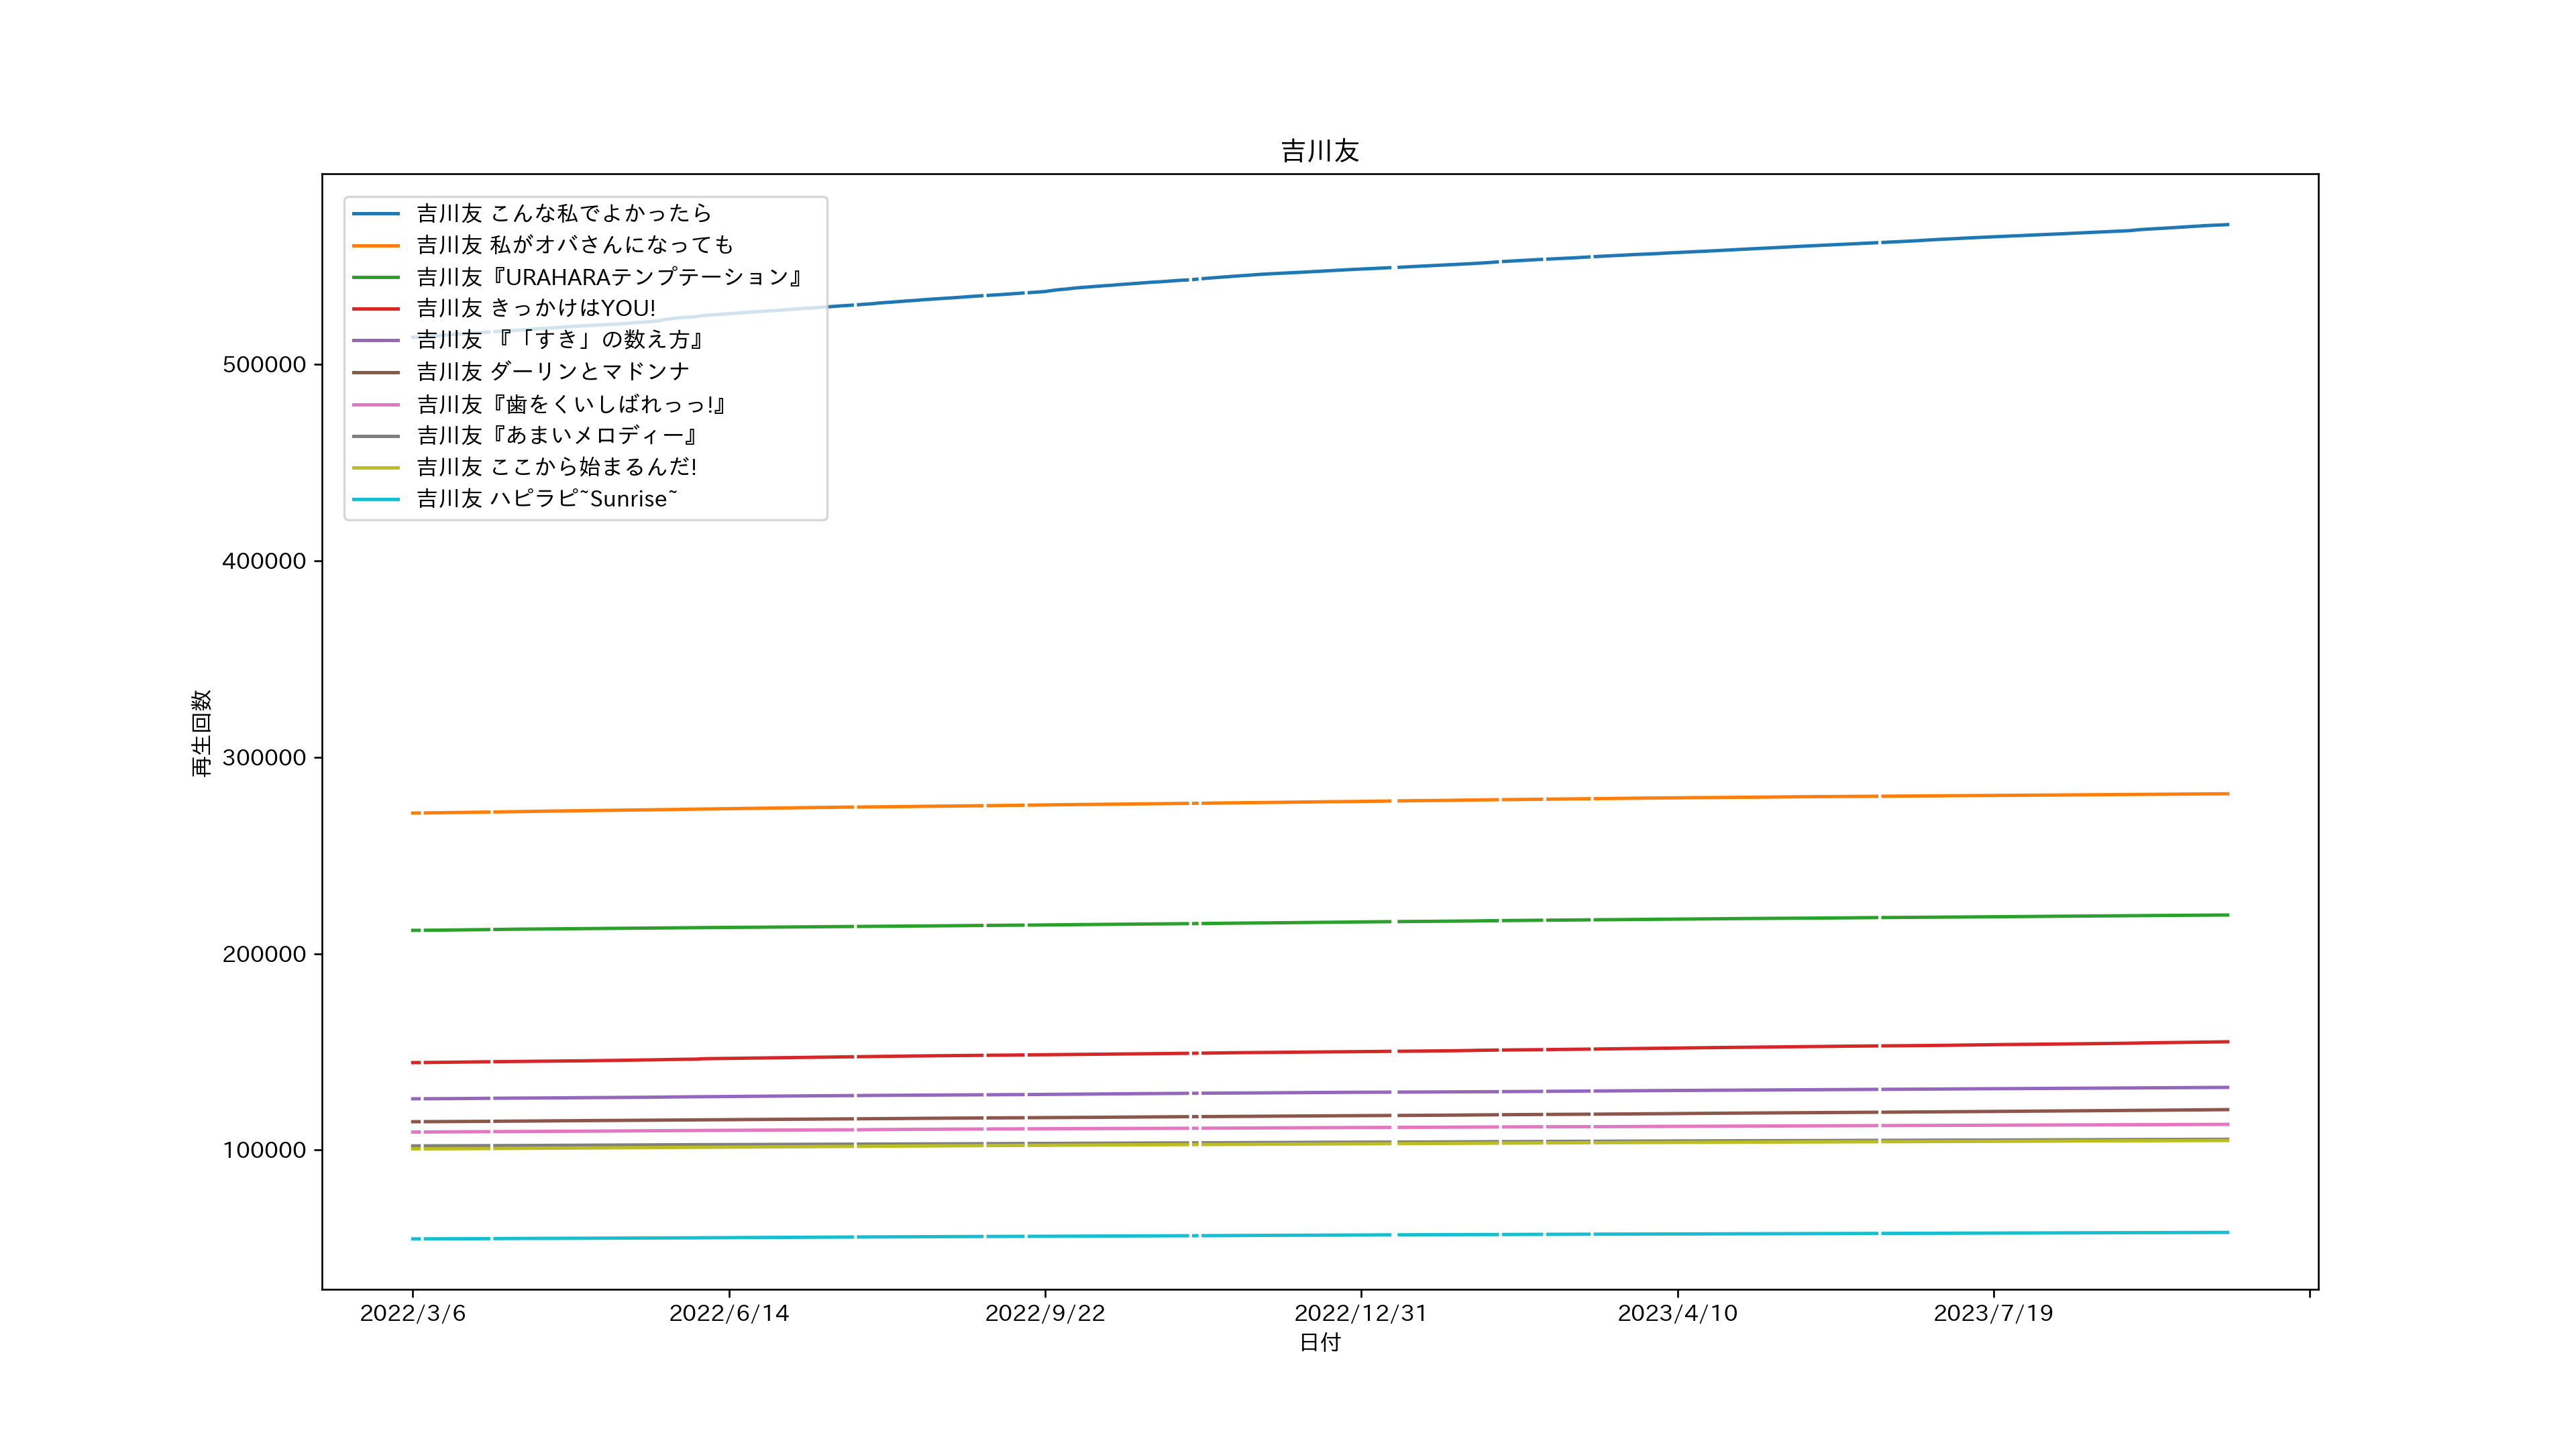 吉川友
吉川友 こんな私でよかったら
吉川友 私がオバさんになっても
吉川友『URAHARAテンプテーション』
吉川友 きっかけはYOU!
吉川友 『「すき」の数え方』
吉川友 ダーリンとマドンナ
吉川友『歯をくいしばれっっ!』
吉川友『あまいメロディー』
吉川友 ここから始まるんだ!
吉川友 ハピラピ~Sunrise~
500000
400000
300000
200000
100000
再生回数
2022/3/6 2022/6/14 2022/9/22 2022/12/31 2023/4/10 2023/7/19
日付